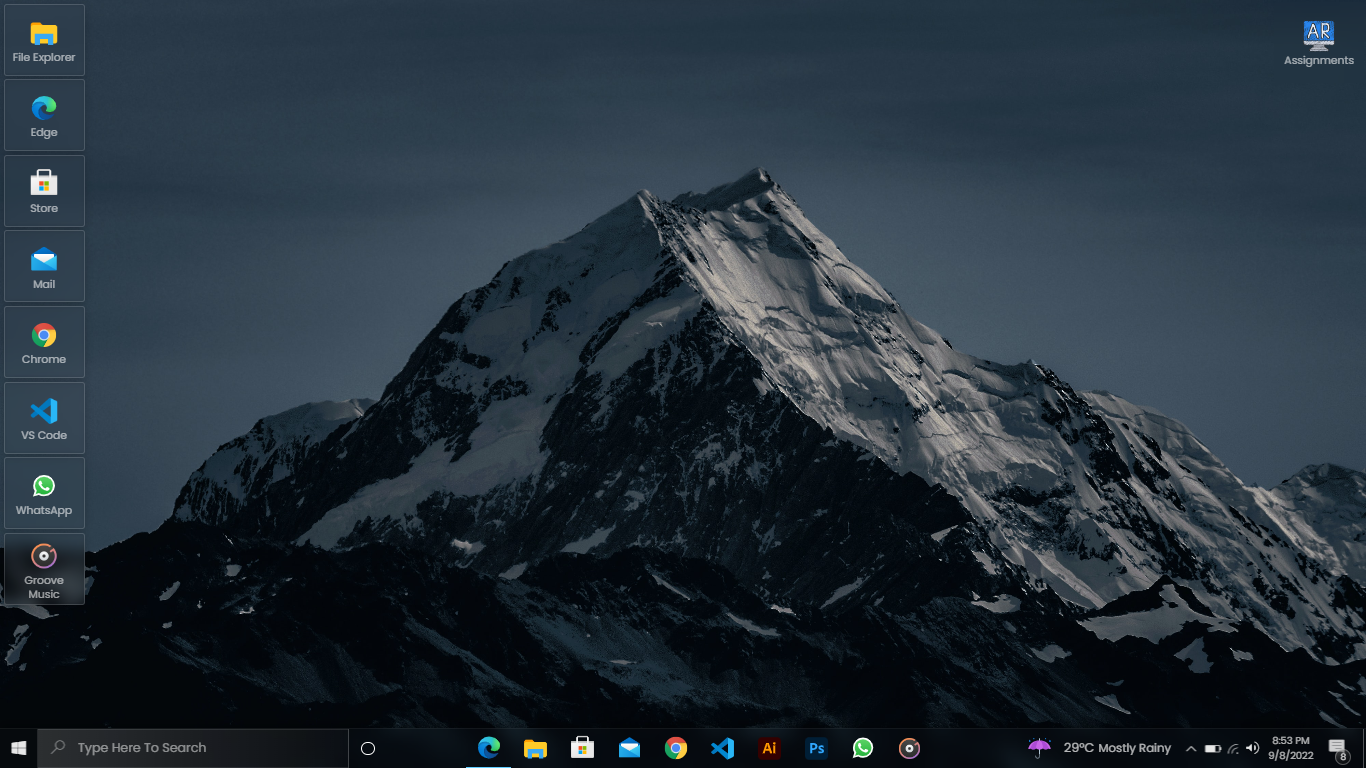 File Explorer
Edge
Store
Mail
Chrome
VS Code
WhatsApp
Groove
Music
AR
Assignments
Type Here To Search
Ai
Ps
29°C Mostly Rainy
8:53 PM
9/8/2022
8